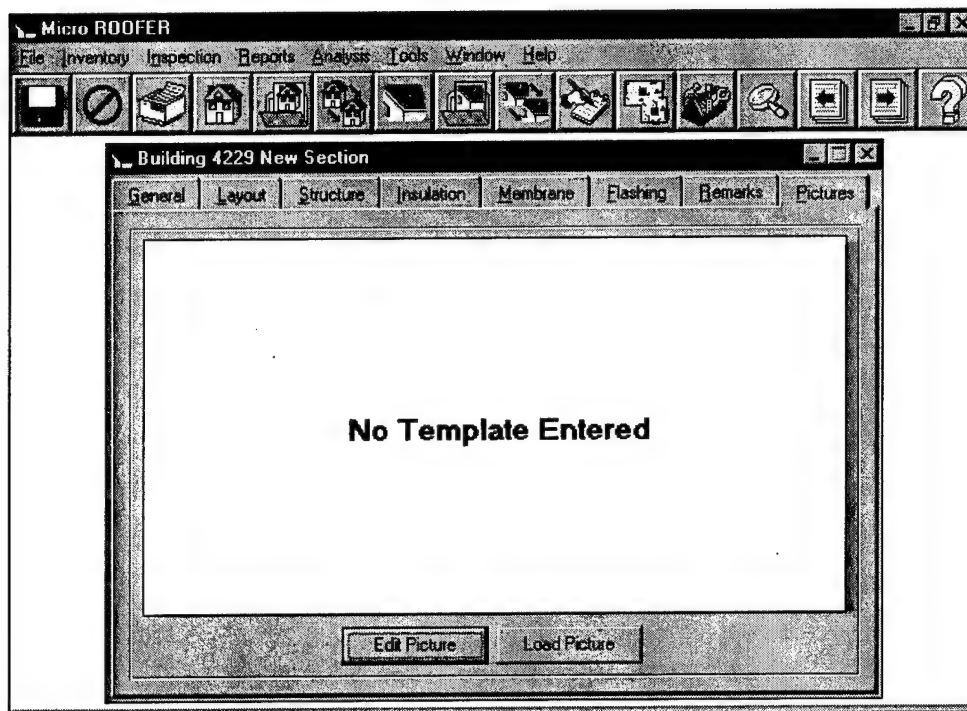 Micro ROOFER
File Inventory Inspection Reports Analysis Tools Window Help
Building 4229 New Section
General Layout Structure Insulation Membrane Flashing Remarks Pictures
No Template Entered
Edit Picture Load Picture